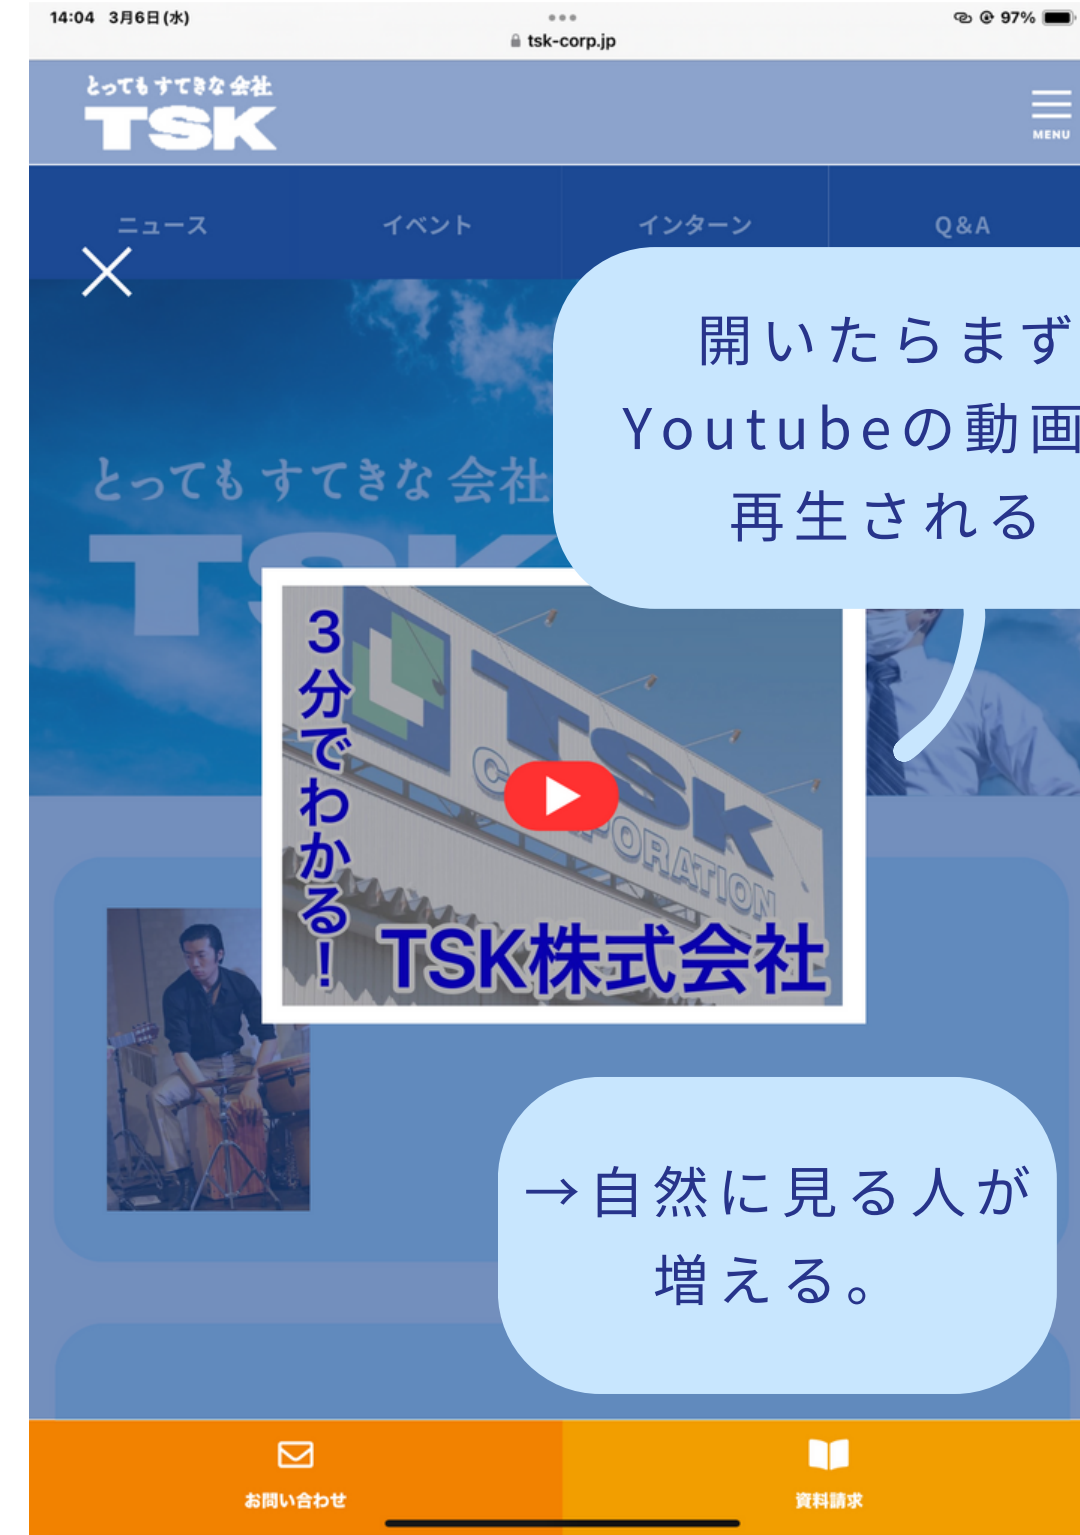 14:04 3月6日(水)
97%
tsk-corp.jp
とってもすてきな会社
TSK
MENU
ニュース
イベント
インターン
Q&A
開いたらまず
Youtubeの動画
再生される
とってもすてきな会社
TSK
3分でわかる!
TSK
CORPORATION
TSK株式会社
→自然に見る人が
増える。
お問い合わせ
資料請求